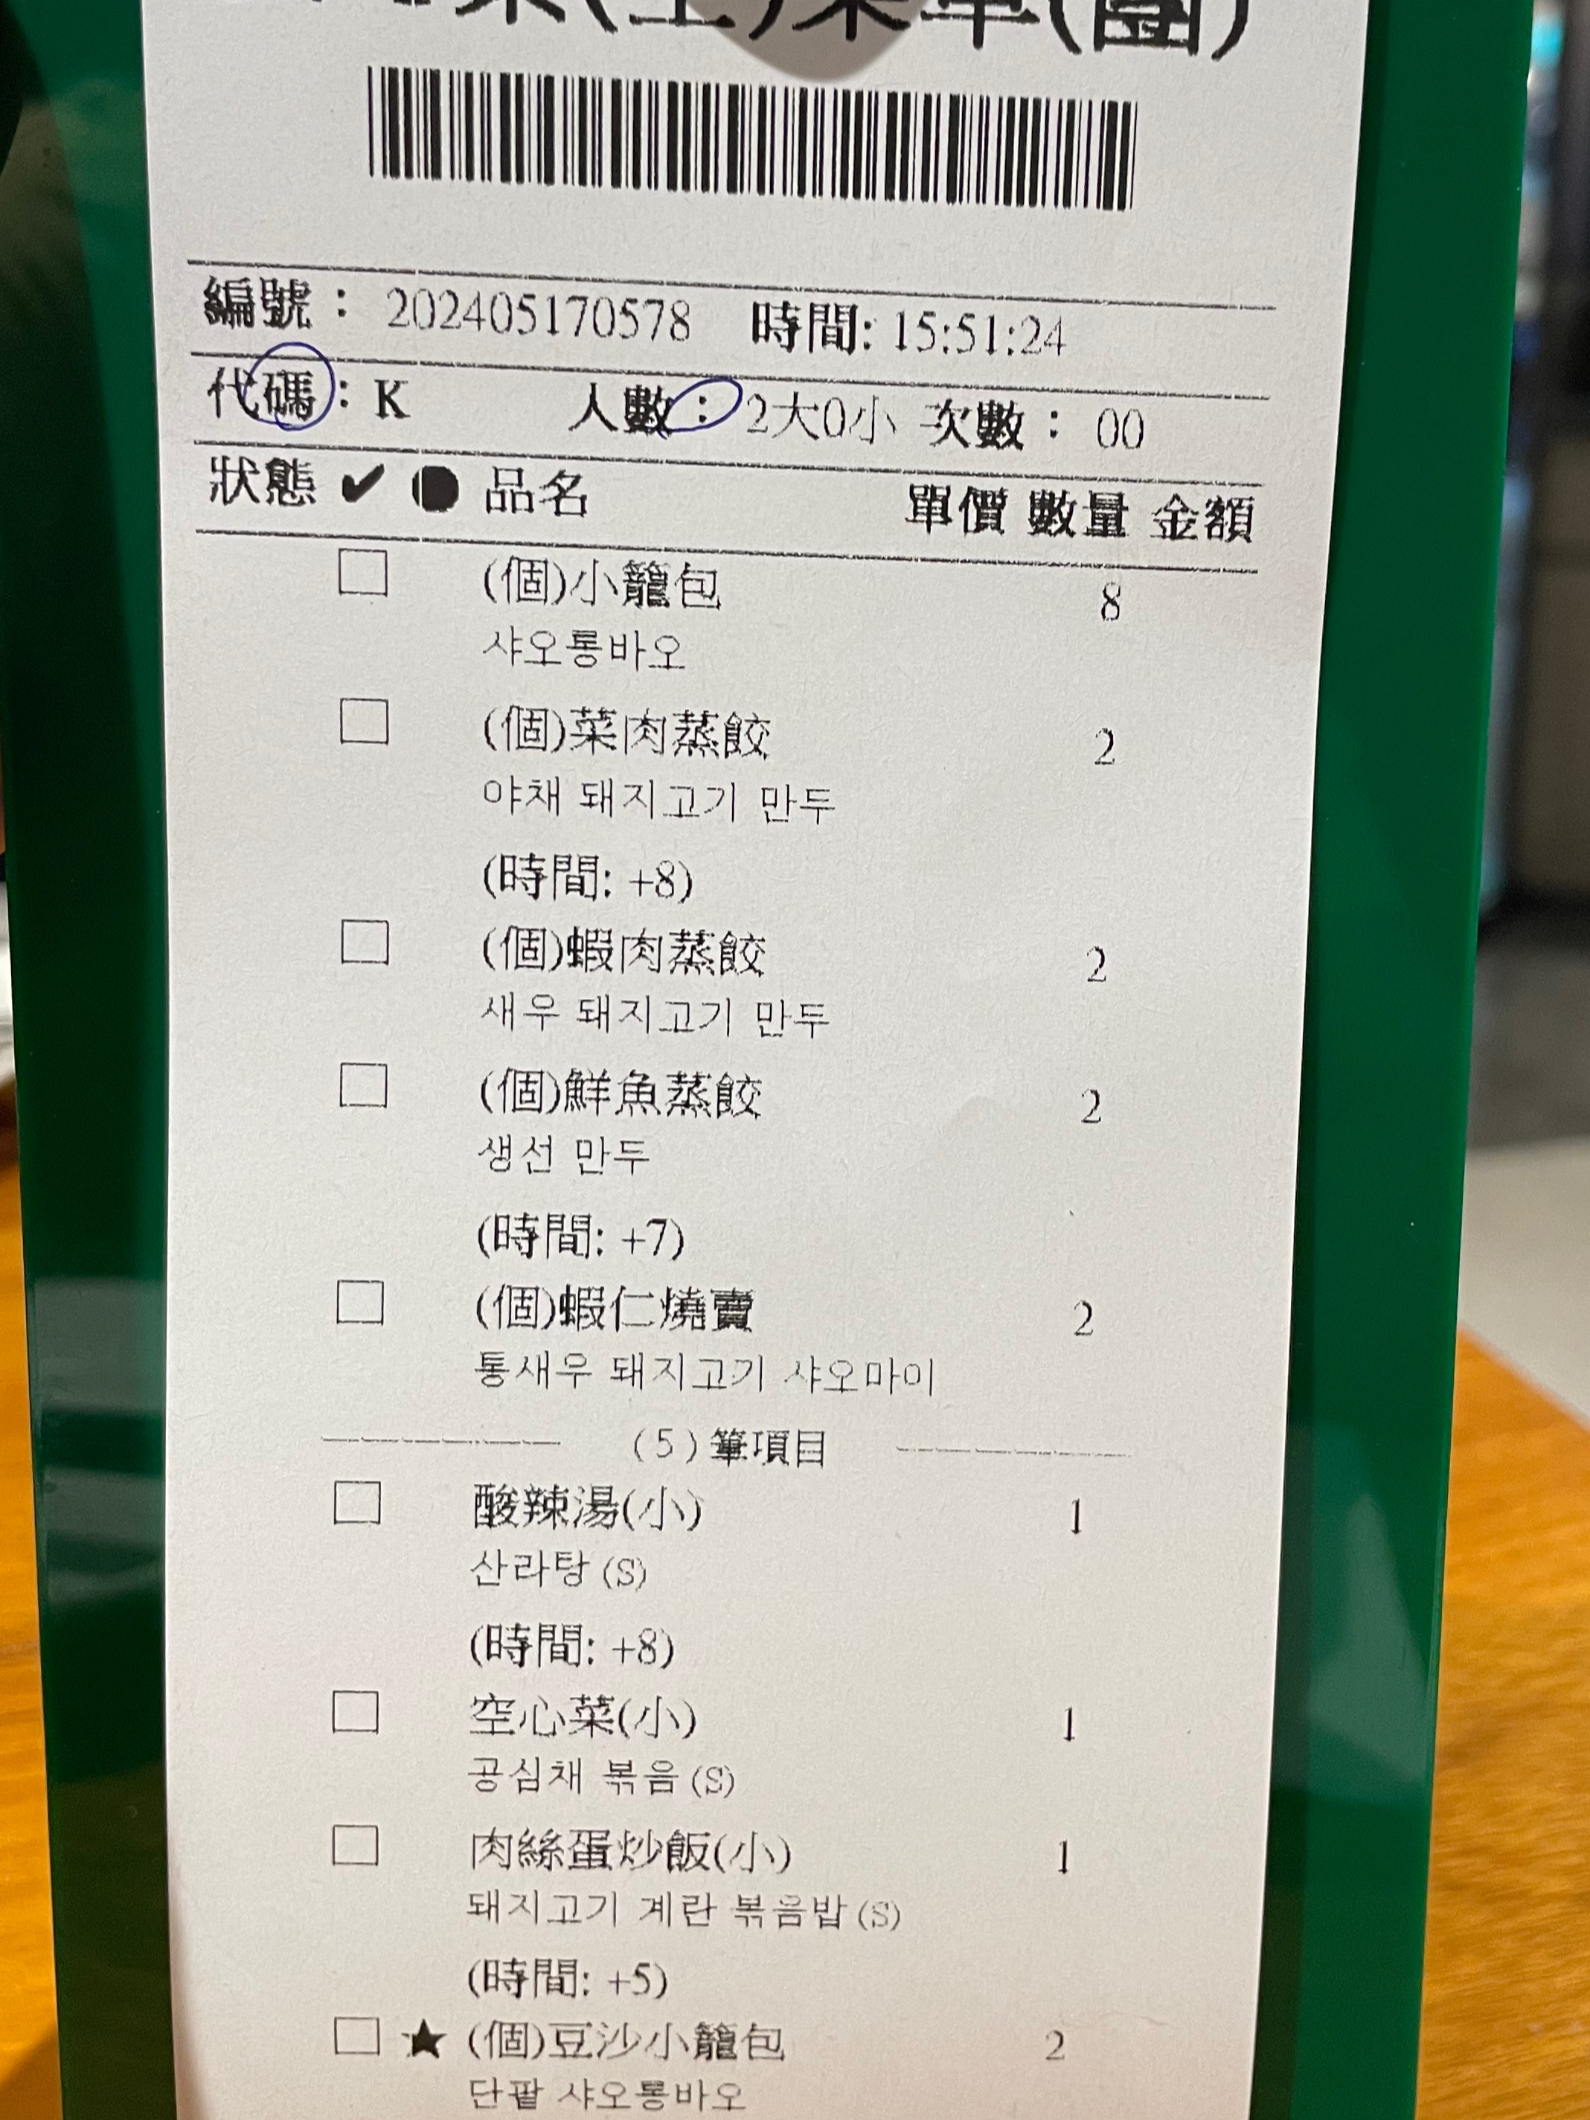 菜(主)菜單(團)
編號： 202405170578 時間: 15:51:24
代碼： K 人數： 2大0小 次數： 00
狀態 ✔ ● 品名 單價 數量 金額
□ (個)小籠包 8
샤오롱바오
□ (個)菜肉蒸餃 2
야채 돼지고기 만두
(時間: +8)
□ (個)蝦肉蒸餃 2
새우 돼지고기 만두
□ (個)鮮魚蒸餃 2
생선 만두
(時間: +7)
□ (個)蝦仁燒賣 2
통새우 돼지고기 샤오마이
(5)筆項目
□ 酸辣湯(小) 1
산라탕(S)
(時間: +8)
□ 空心菜(小) 1
공심채 볶음(S)
□ 肉絲蛋炒飯(小) 1
돼지고기 계란 볶음밥(S)
(時間: +5)
□ ★ (個)豆沙小籠包 2
단팥 샤오롱바오